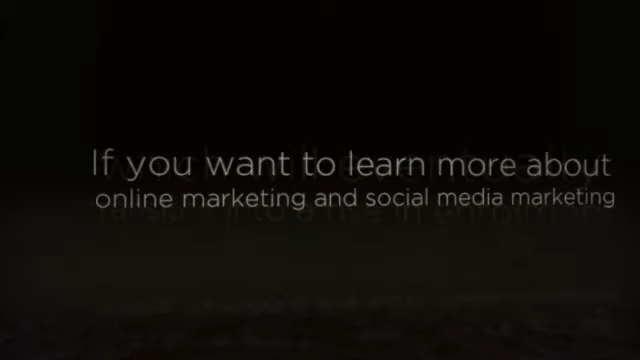 If you want to learn more about
online marketing and social media marketing